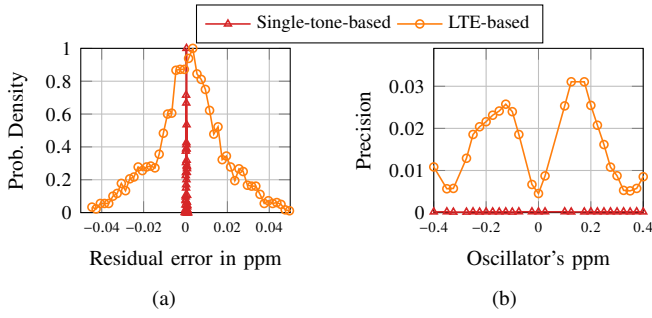 Single-tone-based LTE-based
Prob. Density
1
0.8
0.6
0.4
0.2
0
−0.04 −0.02 0 0.02 0.04
Residual error in ppm
(a)
Precision
0.03
0.02
0.01
0
−0.4 −0.2 0 0.2 0.4
Oscillator's ppm
(b)